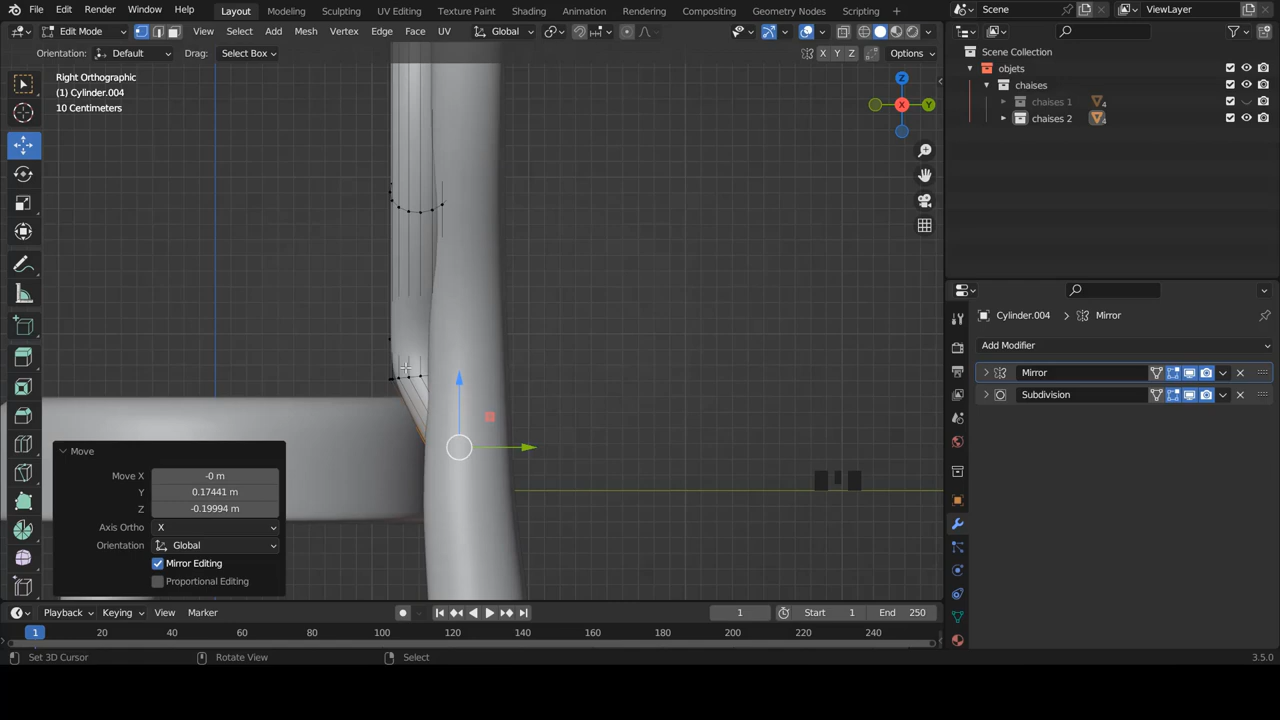 File Edit Render Window Help Layout Modeling Sculpting UV Editing Texture Paint Shading Animation Rendering Compositing Geometry Nodes Scripting + Scene ViewLayer
Edit Mode View Select Add Mesh Vertex Edge Face UV Global
Orientation: Default Drag: Select Box X Y Z Options
Scene Collection
objets
chaises
chaises 1 4
chaises 2 4
Right Orthographic
(1) Cylinder.004
10 Centimeters
Z
Y
X
Cylinder.004 > Mirror
Add Modifier
Mirror
Subdivision
Move
Move X -0 m
Y 0.17441 m
Z -0.19994 m
Axis Ortho X
Orientation Global
Mirror Editing
Proportional Editing
Playback Keying View Marker 1 Start 1 End 250
1 20 40 60 80 100 120 140 160 180 200 220 240
Set 3D Cursor Rotate View Select 3.5.0